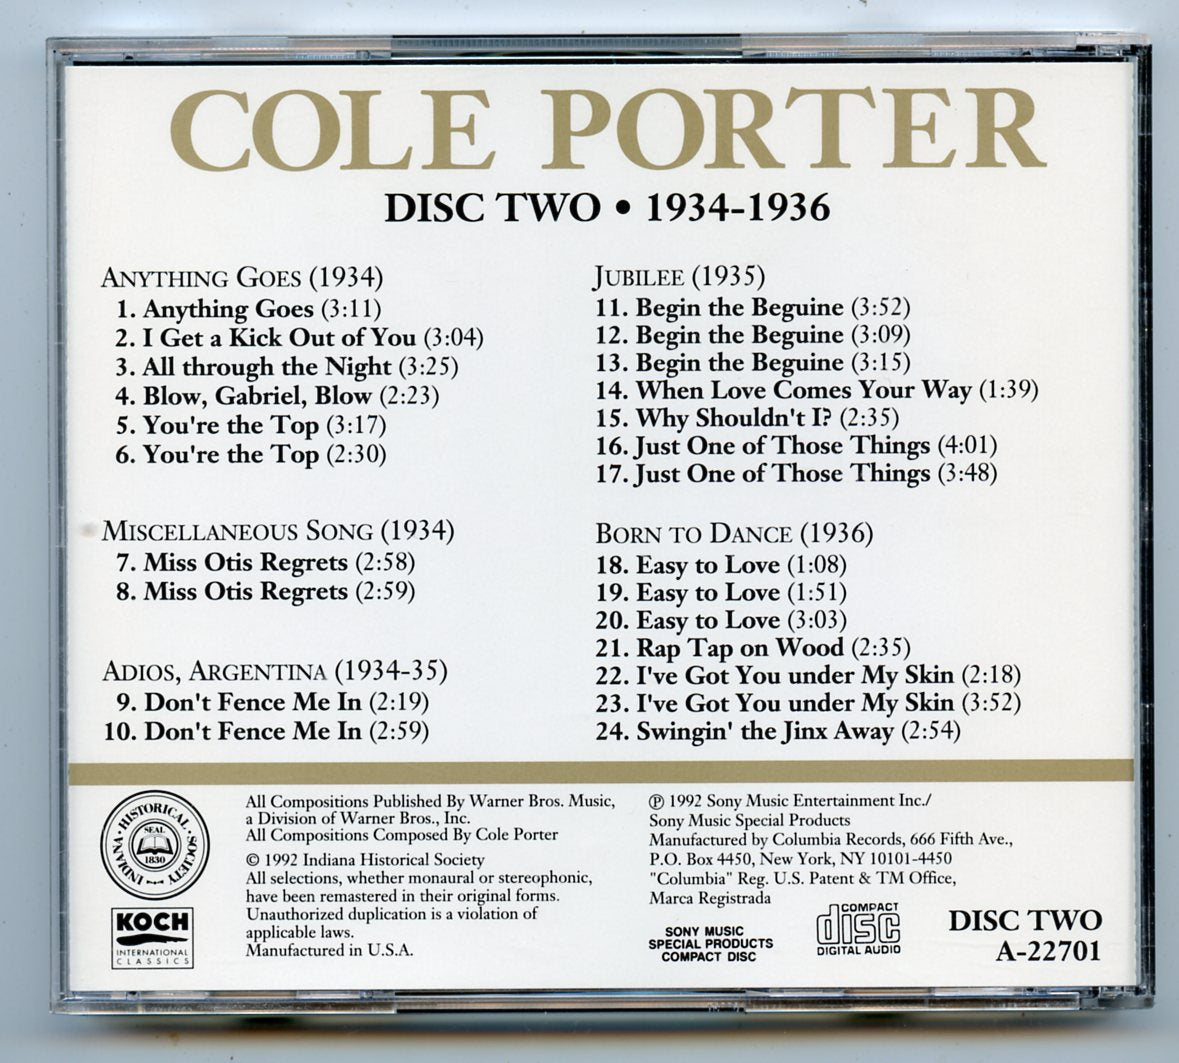 COLE PORTER
DISC TWO • 1934-1936
ANYTHING GOES (1934)
1. Anything Goes (3:11)
2. I Get a Kick Out of You (3:04)
3. All through the Night (3:25)
4. Blow, Gabriel, Blow (2:23)
5. You're the Top (3:17)
6. You're the Top (2:30)
MISCELLANEOUS SONG (1934)
7. Miss Otis Regrets (2:58)
8. Miss Otis Regrets (2:59)
ADIOS, ARGENTINA (1934-35)
9. Don't Fence Me In (2:19)
10. Don't Fence Me In (2:59)
JUBILEE (1935)
11. Begin the Beguine (3:52)
12. Begin the Beguine (3:09)
13. Begin the Beguine (3:15)
14. When Love Comes Your Way (1:39)
15. Why Shouldn't I? (2:35)
16. Just One of Those Things (4:01)
17. Just One of Those Things (3:48)
BORN TO DANCE (1936)
18. Easy to Love (1:08)
19. Easy to Love (1:51)
20. Easy to Love (3:03)
21. Rap Tap on Wood (2:35)
22. I've Got You under My Skin (2:18)
23. I've Got You under My Skin (3:52)
24. Swingin' the Jinx Away (2:54)
INDIANA · HISTORICAL · SOCIETY
SEAL
1830
KOCH
INTERNATIONAL
CLASSICS
All Compositions Published By Warner Bros. Music,
a Division of Warner Bros., Inc.
All Compositions Composed By Cole Porter
© 1992 Indiana Historical Society
All selections, whether monaural or stereophonic,
have been remastered in their original forms.
Unauthorized duplication is a violation of
applicable laws.
Manufactured in U.S.A.
℗ 1992 Sony Music Entertainment Inc./
Sony Music Special Products
Manufactured by Columbia Records, 666 Fifth Ave.,
P.O. Box 4450, New York, NY 10101-4450
"Columbia" Reg. U.S. Patent & TM Office,
Marca Registrada
SONY MUSIC
SPECIAL PRODUCTS
COMPACT DISC
COMPACT
disc
DIGITAL AUDIO
DISC TWO
A-22701